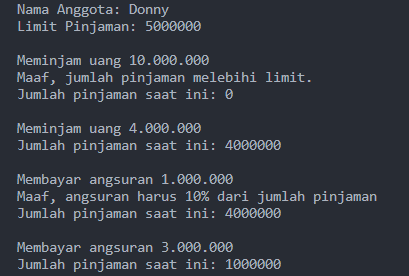 Nama Anggota: Donny
Limit Pinjaman: 5000000
Meminjam uang 10.000.000
Maaf, jumlah pinjaman melebihi limit.
Jumlah pinjaman saat ini: 0
Meminjam uang 4.000.000
Jumlah pinjaman saat ini: 4000000
Membayar angsuran 1.000.000
Maaf, angsuran harus 10% dari jumlah pinjaman
Jumlah pinjaman saat ini: 4000000
Membayar angsuran 3.000.000
Jumlah pinjaman saat ini: 1000000